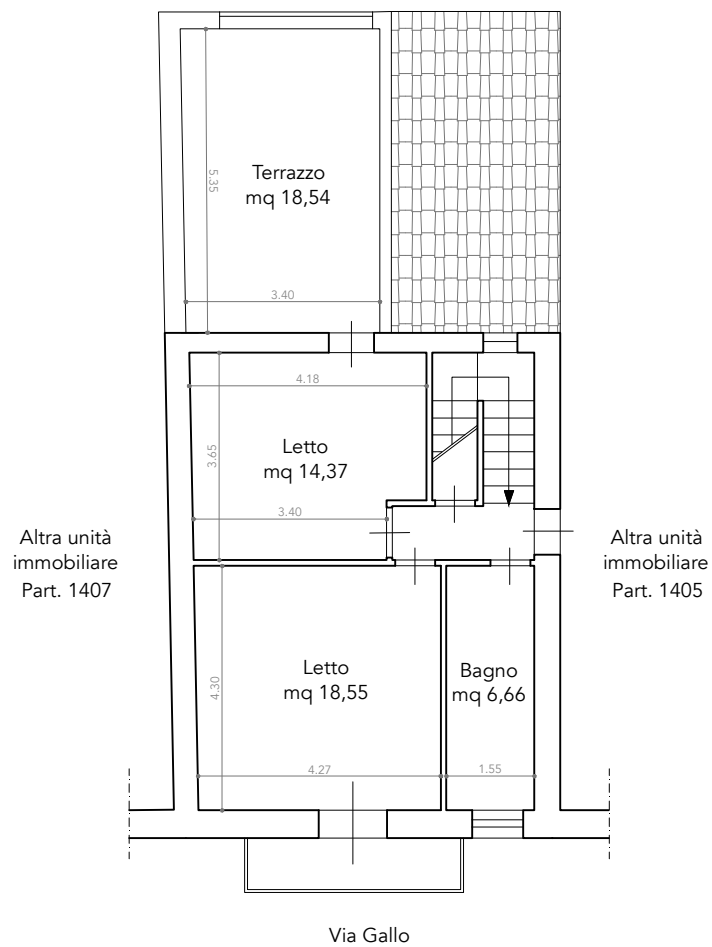 5.35
Terrazzo
mq 18,54
3.40
4.18
3.65
Letto
mq 14,37
3.40
Altra unità
immobiliare
Part. 1407
Altra unità
immobiliare
Part. 1405
4.30
Letto
mq 18,55
Bagno
mq 6,66
4.27
1.55
Via Gallo